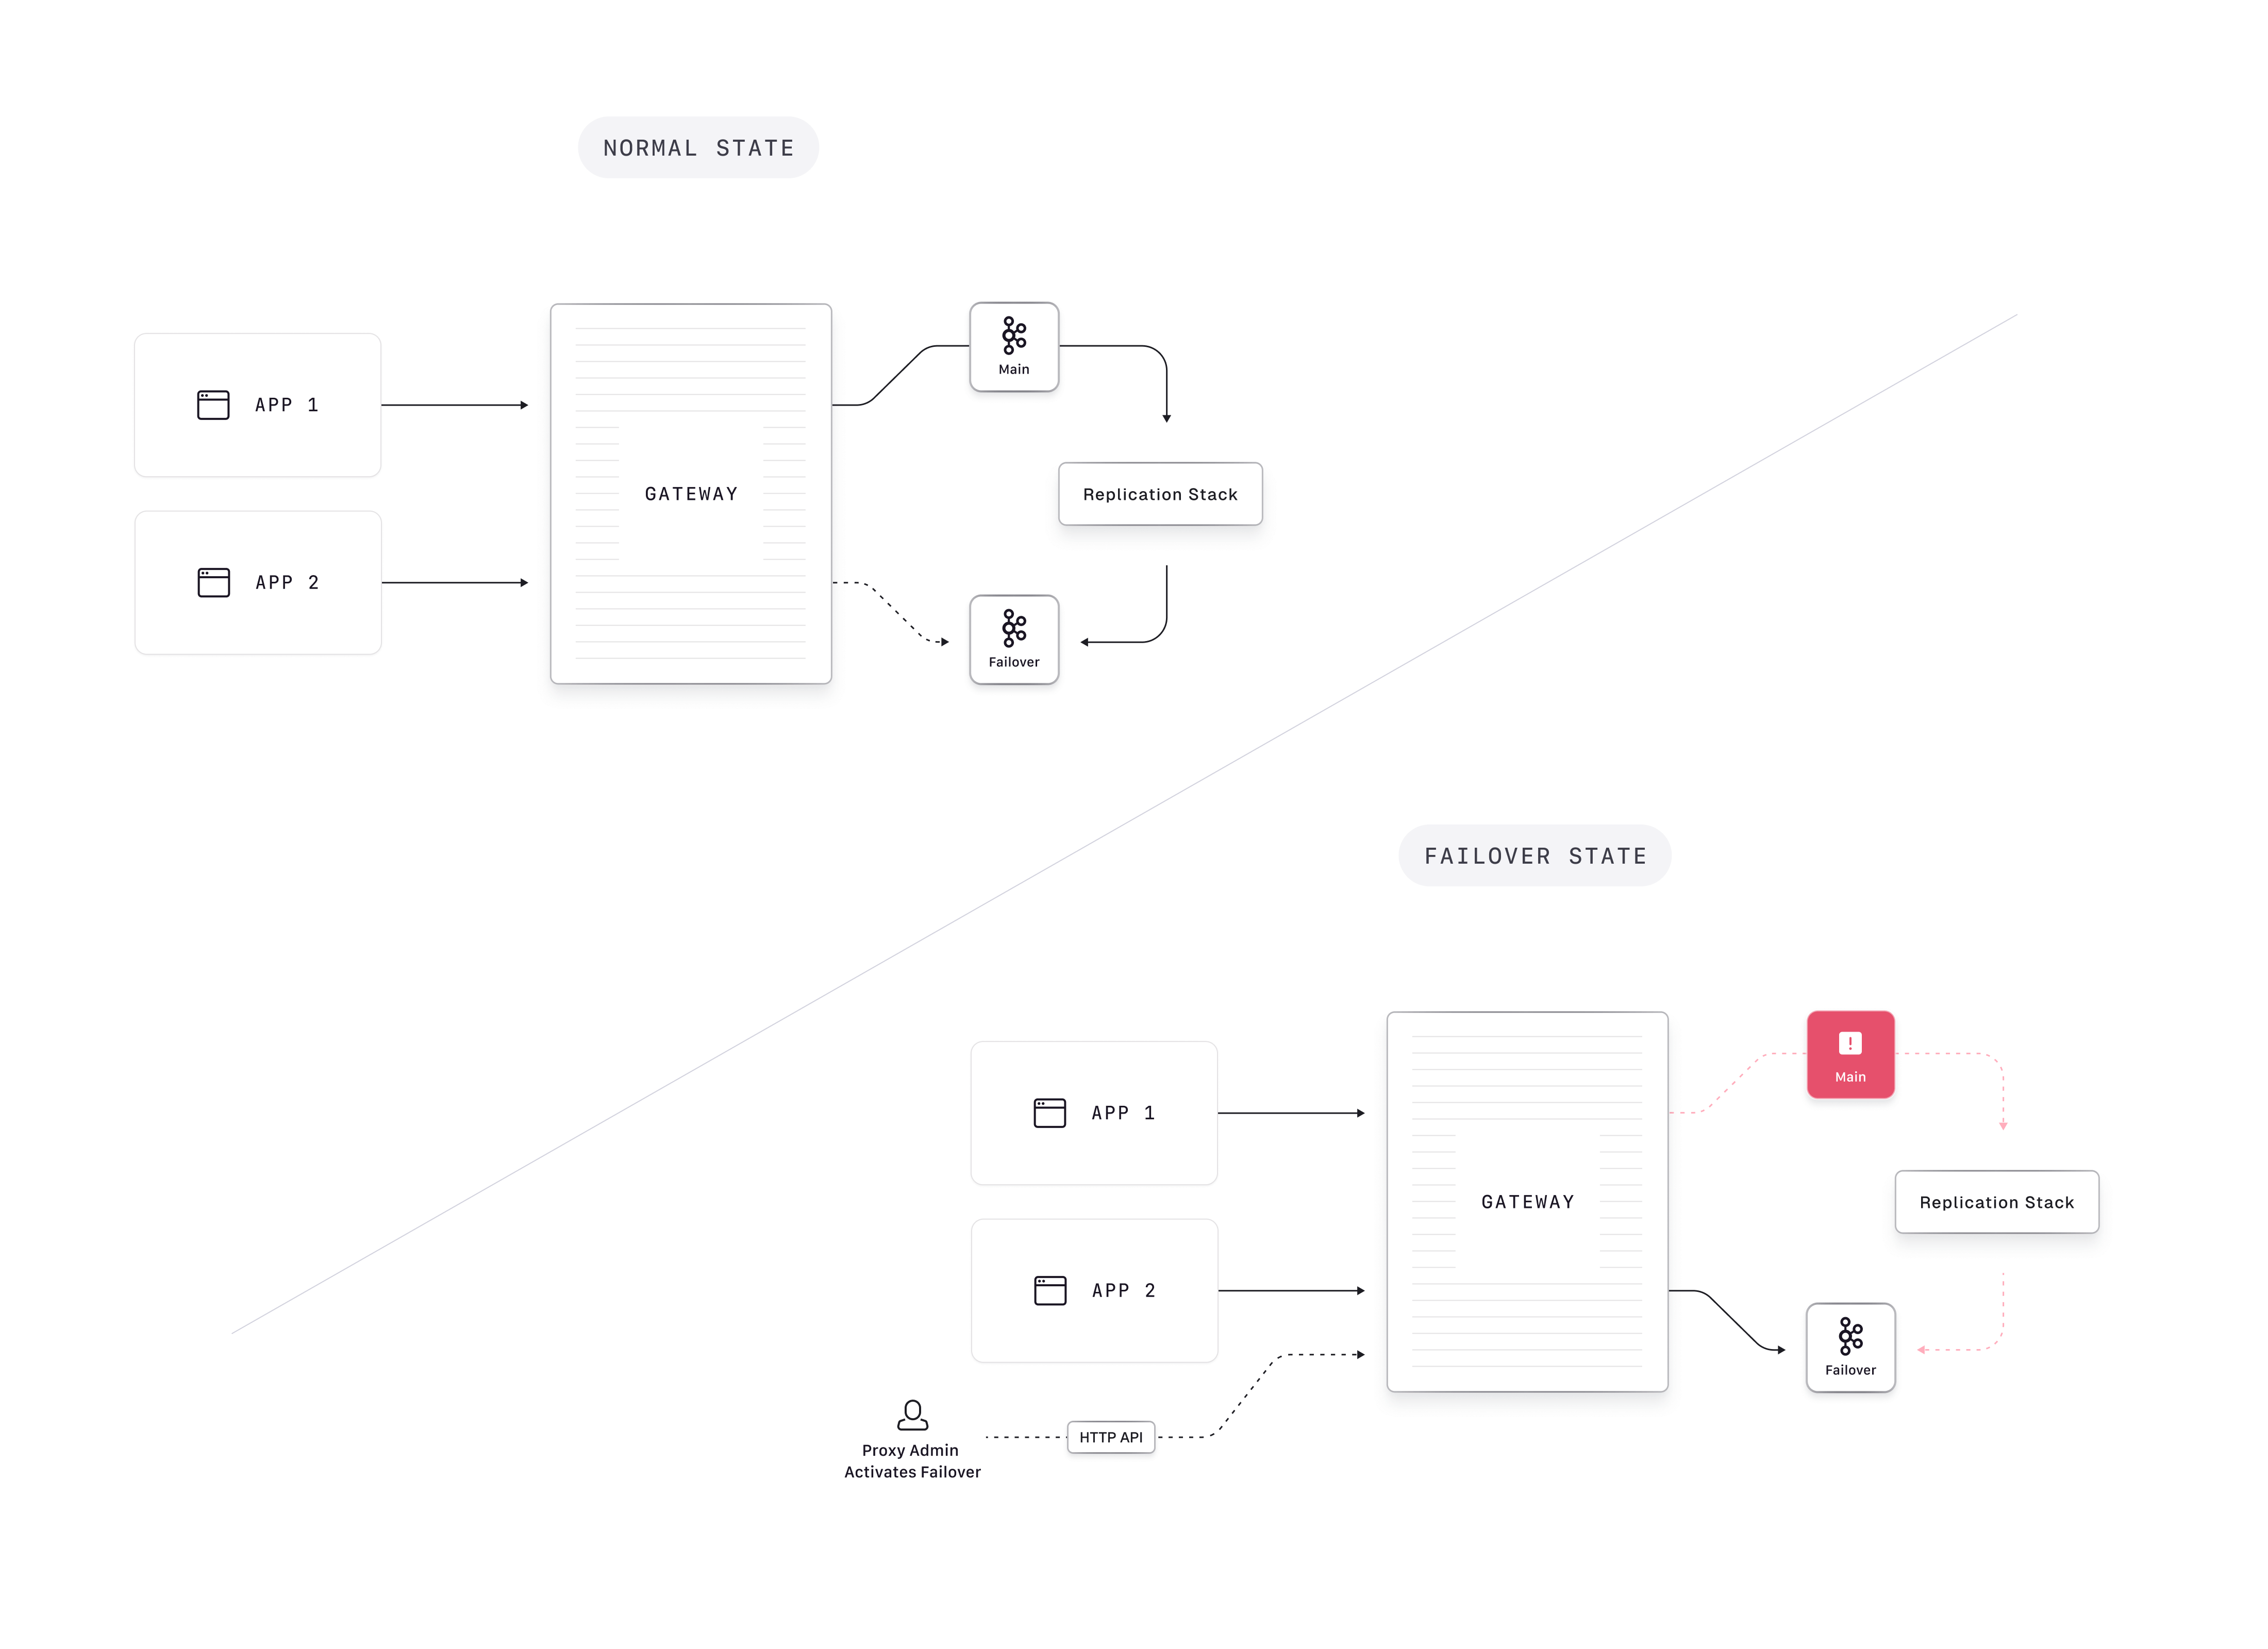 NORMAL STATE
APP 1
APP 2
GATEWAY
Main
Replication Stack
Failover
FAILOVER STATE
APP 1
APP 2
GATEWAY
!
Main
Replication Stack
Failover
HTTP API
Proxy Admin
Activates Failover